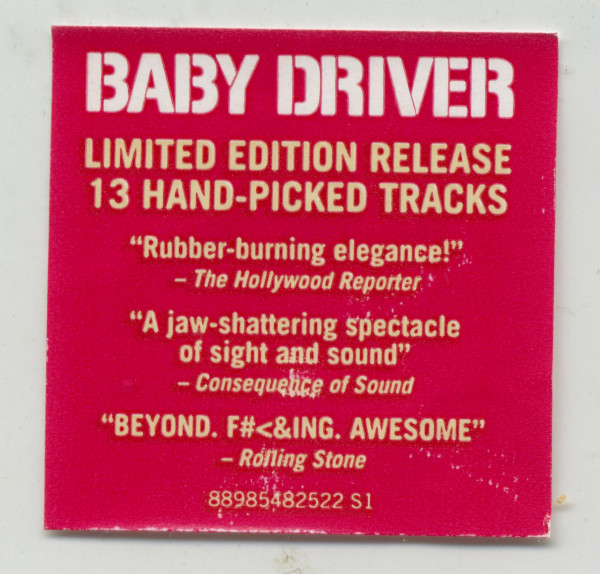 BABY DRIVER
LIMITED EDITION RELEASE
13 HAND-PICKED TRACKS
“Rubber-burning elegance!”
– The Hollywood Reporter
“A jaw-shattering spectacle
of sight and sound”
– Consequence of Sound
“BEYOND. F#<&ING. AWESOME”
– Rolling Stone
88985482522 S1